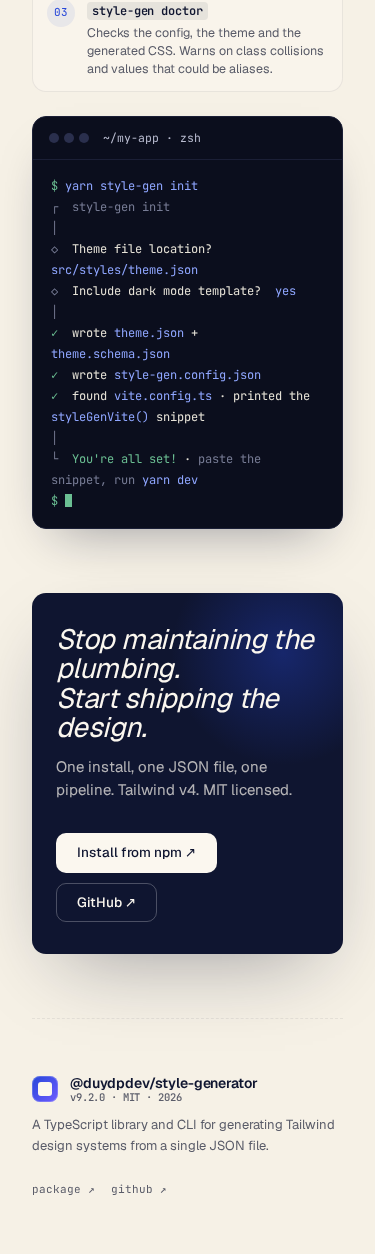 03
style-gen doctor
Checks the config, the theme and the
generated CSS. Warns on class collisions
and values that could be aliases.
~/my-app · zsh
$ yarn style-gen init
┌  style-gen init
│
◇  Theme file location?
src/styles/theme.json
◇  Include dark mode template?  yes
│
✓  wrote theme.json +
theme.schema.json
✓  wrote style-gen.config.json
✓  found vite.config.ts · printed the
styleGenVite() snippet
│
└  You're all set! · paste the
snippet, run yarn dev
$
Stop maintaining the
plumbing.
Start shipping the
design.
One install, one JSON file, one
pipeline. Tailwind v4. MIT licensed.
Install from npm ↗
GitHub ↗
@duydpdev/style-generator
v9.2.0 · MIT · 2026
A TypeScript library and CLI for generating Tailwind
design systems from a single JSON file.
package ↗  github ↗